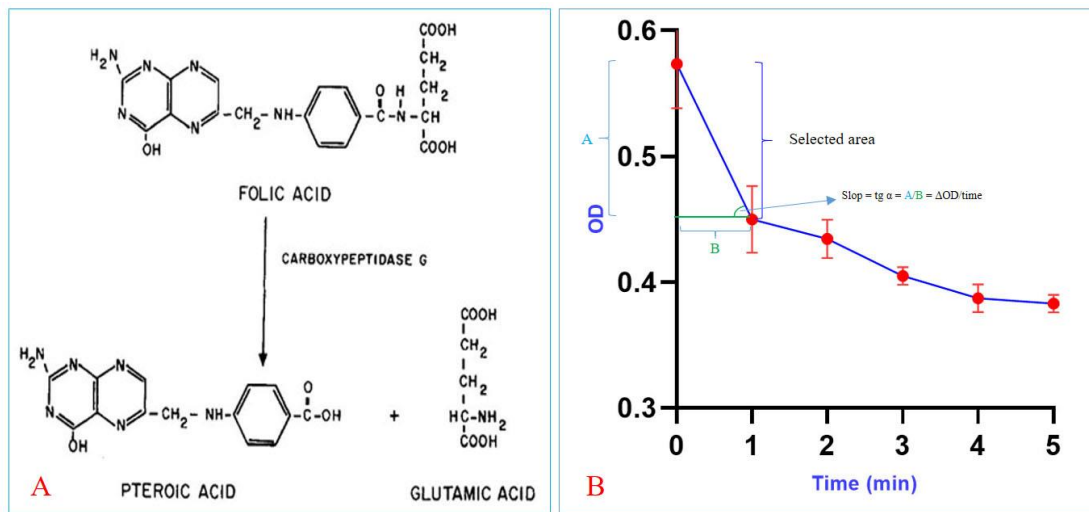 COOH
CH2
CH2
H2N
N
N
N
N
CH2–
NH
O
C
H
N
CH
COOH
OH
FOLIC ACID
CARBOXYPEPTIDASE G
H2N
N
N
N
N
CH2–
NH
O
C–OH
OH
+
COOH
CH2
CH2
HC–NH2
COOH
A
PTEROIC ACID
GLUTAMIC ACID
0.6
0.5
0.4
0.3
OD
A
Selected area
Slop = tg α = A/B = ΔOD/time
B
0 1 2 3 4 5
Time (min)
B